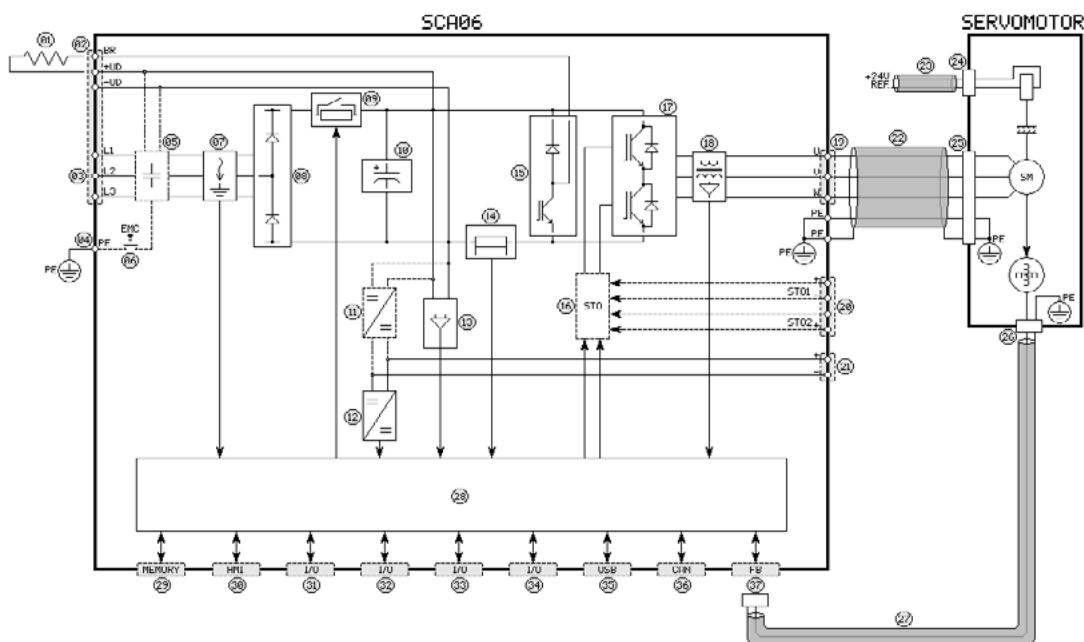 SCA06
SERVOMOTOR
01
02
BR
+UD
-UD
+24V
REF.
23
24
09
17
05
07
10
15
18
19
22
25
L1
L2
L3
03
08
U
V
W
SM
14
EMC
04
PE
06
PE
PE
PE
PE
PE
11
13
16
STO
+
STO1
-
STO2
+
20
PE
26
+
-
21
12
28
MEMORY
HMI
I/O
I/O
I/O
I/O
USB
CAN
FB
29
30
31
32
33
34
35
36
37
27